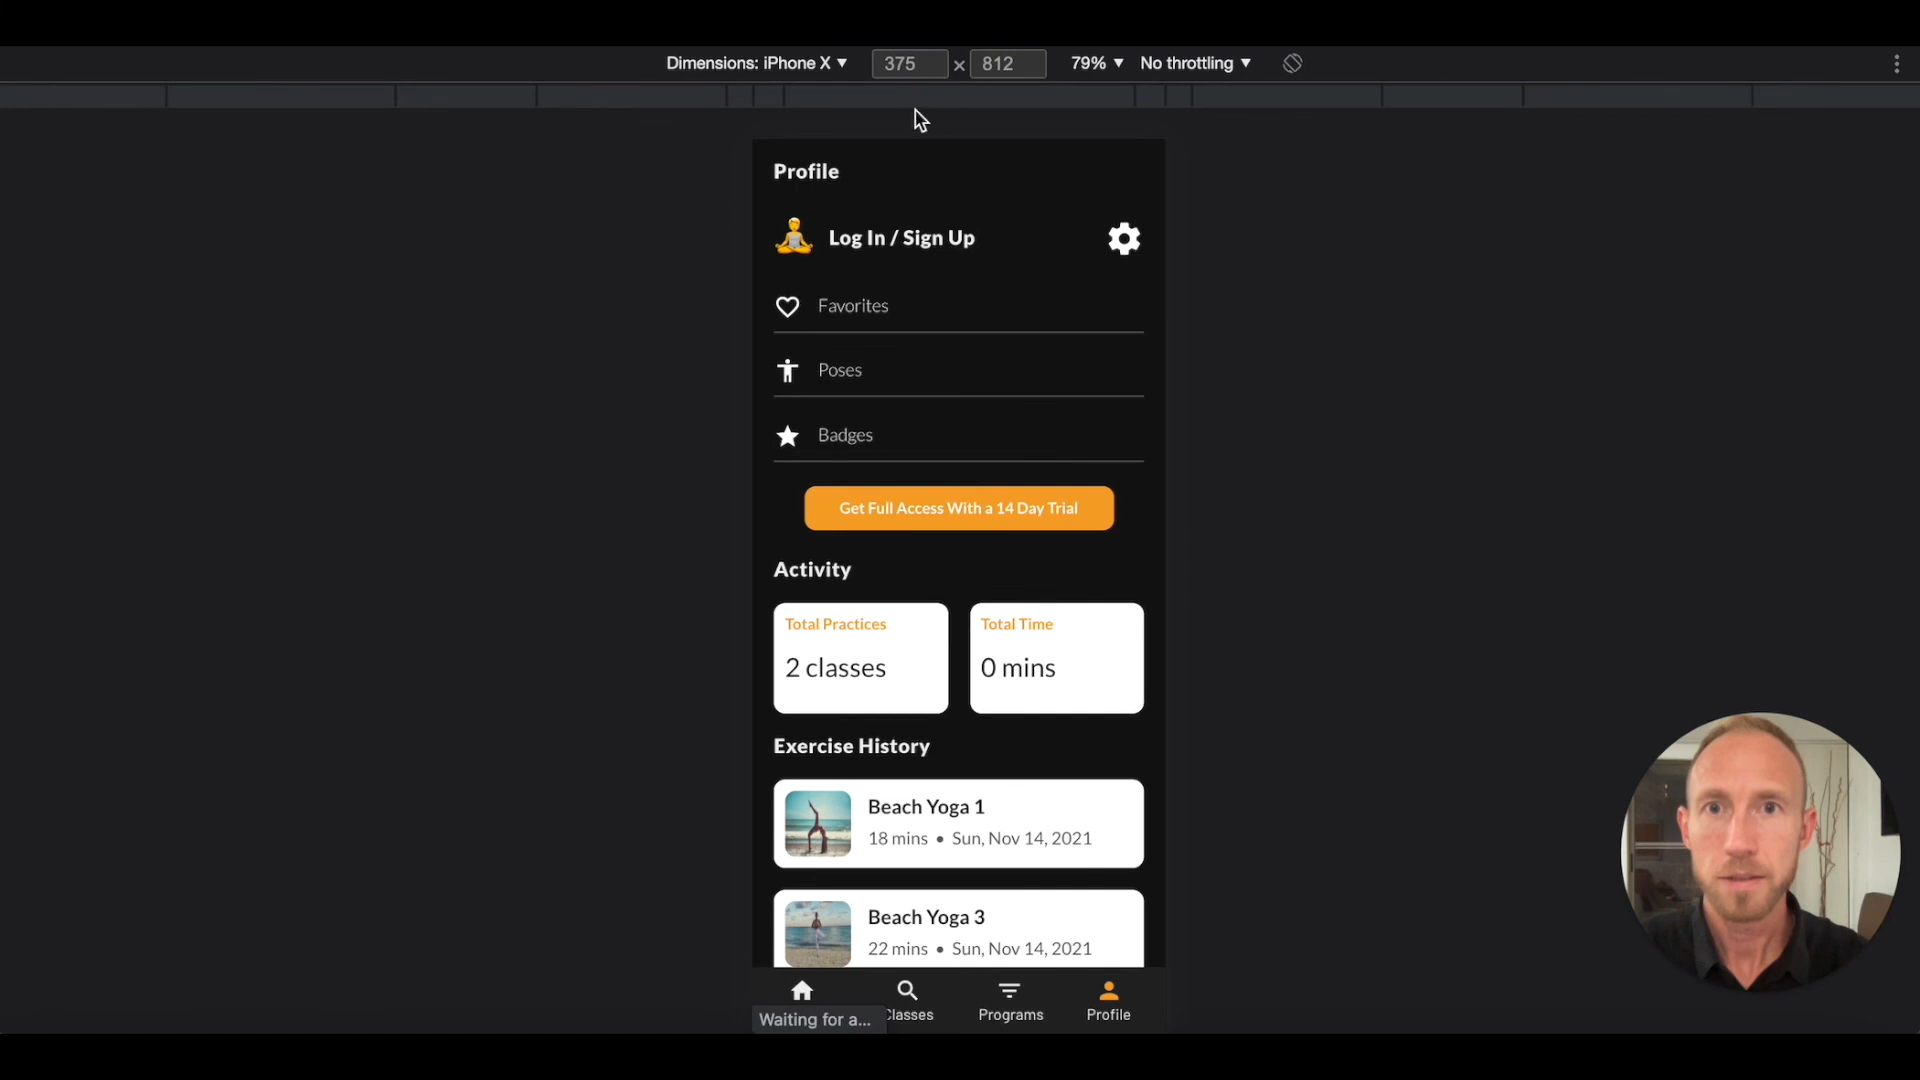 Dimensions: iPhone X ▼ 375 × 812 79% ▼ No throttling ▼
Profile
Log In / Sign Up
Favorites
Poses
Badges
Get Full Access With a 14 Day Trial
Activity
Total Practices
2 classes
Total Time
0 mins
Exercise History
Beach Yoga 1
18 mins • Sun, Nov 14, 2021
Beach Yoga 3
22 mins • Sun, Nov 14, 2021
Waiting for a...
Classes
Programs
Profile